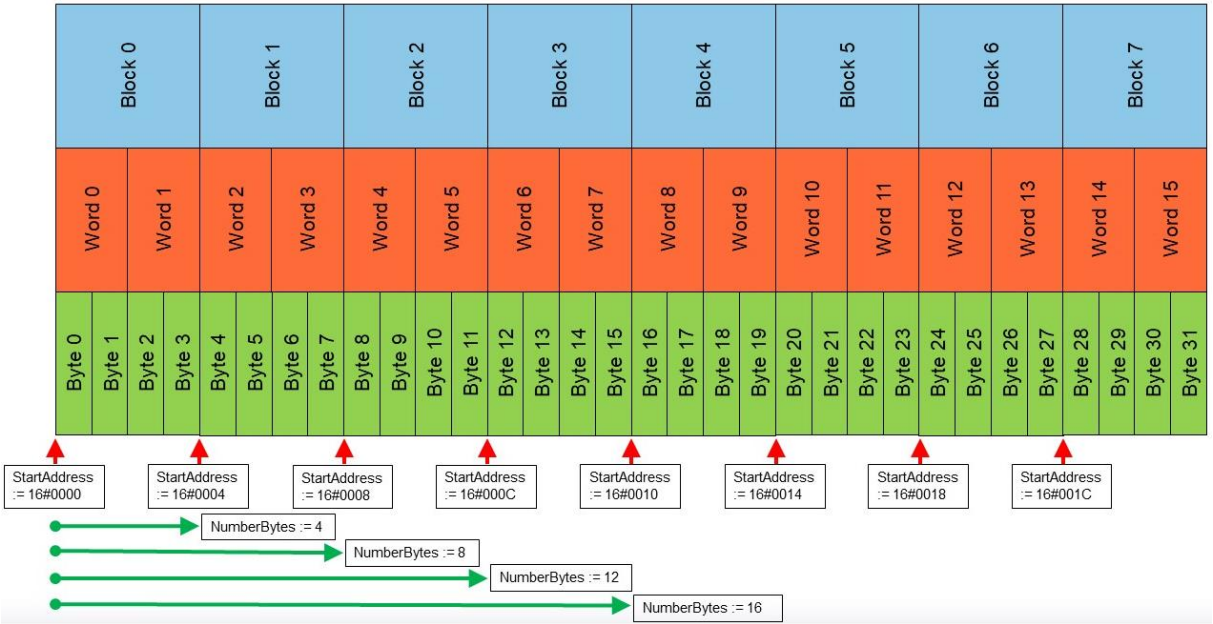 Block 0
Block 1
Block 2
Block 3
Block 4
Block 5
Block 6
Block 7
Word 0
Word 1
Word 2
Word 3
Word 4
Word 5
Word 6
Word 7
Word 8
Word 9
Word 10
Word 11
Word 12
Word 13
Word 14
Word 15
Byte 0
Byte 1
Byte 2
Byte 3
Byte 4
Byte 5
Byte 6
Byte 7
Byte 8
Byte 9
Byte 10
Byte 11
Byte 12
Byte 13
Byte 14
Byte 15
Byte 16
Byte 17
Byte 18
Byte 19
Byte 20
Byte 21
Byte 22
Byte 23
Byte 24
Byte 25
Byte 26
Byte 27
Byte 28
Byte 29
Byte 30
Byte 31
StartAddress
:= 16#0000
StartAddress
:= 16#0004
StartAddress
:= 16#0008
StartAddress
:= 16#000C
StartAddress
:= 16#0010
StartAddress
:= 16#0014
StartAddress
:= 16#0018
StartAddress
:= 16#001C
NumberBytes := 4
NumberBytes := 8
NumberBytes := 12
NumberBytes := 16